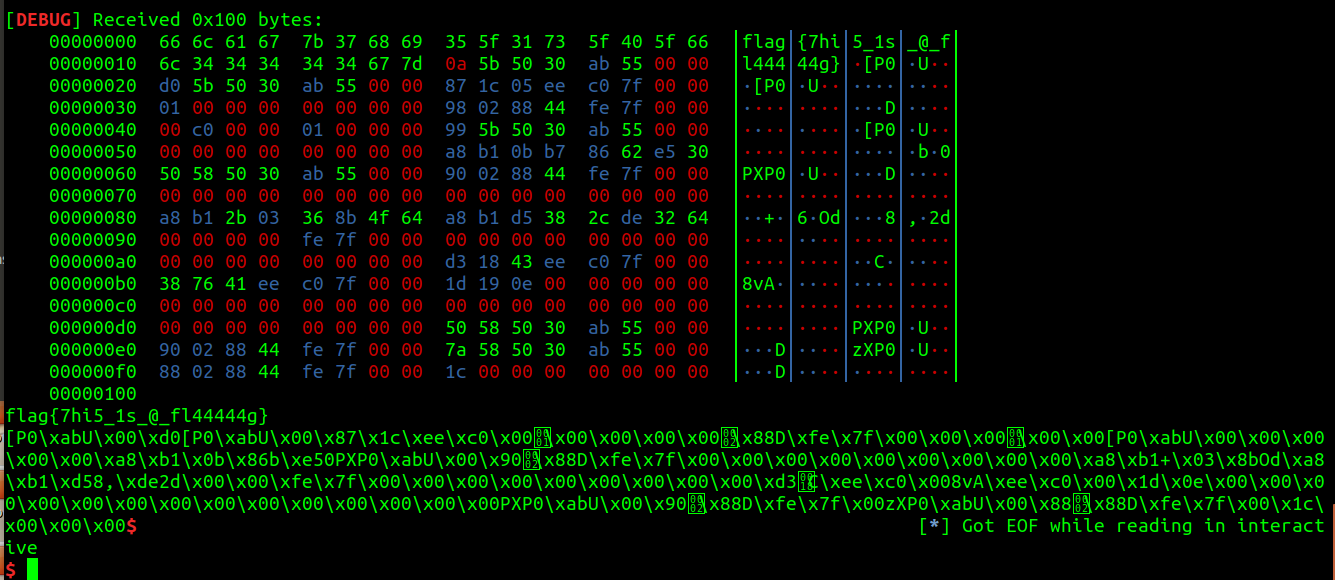 [DEBUG] Received 0x100 bytes:
00000000  66 6c 61 67  7b 37 68 69  35 5f 31 73  5f 40 5f 66  │flag│{7hi│5_1s│_@_f│
00000010  6c 34 34 34  34 34 67 7d  0a 5b 50 30  ab 55 00 00  │l444│44g}│·[P0│·U··│
00000020  d0 5b 50 30  ab 55 00 00  87 1c 05 ee  c0 7f 00 00  │·[P0│·U··│····│····│
00000030  01 00 00 00  00 00 00 00  98 02 88 44  fe 7f 00 00  │····│····│···D│····│
00000040  00 c0 00 00  01 00 00 00  99 5b 50 30  ab 55 00 00  │····│····│·[P0│·U··│
00000050  00 00 00 00  00 00 00 00  a8 b1 0b b7  86 62 e5 30  │····│····│····│·b·0│
00000060  50 58 50 30  ab 55 00 00  90 02 88 44  fe 7f 00 00  │PXP0│·U··│···D│····│
00000070  00 00 00 00  00 00 00 00  00 00 00 00  00 00 00 00  │····│····│····│····│
00000080  a8 b1 2b 03  36 8b 4f 64  a8 b1 d5 38  2c de 32 64  │··+·│6·Od│···8│,·2d│
00000090  00 00 00 00  fe 7f 00 00  00 00 00 00  00 00 00 00  │····│····│····│····│
000000a0  00 00 00 00  00 00 00 00  d3 18 43 ee  c0 7f 00 00  │····│····│··C·│····│
000000b0  38 76 41 ee  c0 7f 00 00  1d 19 0e 00  00 00 00 00  │8vA·│····│····│····│
000000c0  00 00 00 00  00 00 00 00  00 00 00 00  00 00 00 00  │····│····│····│····│
000000d0  00 00 00 00  00 00 00 00  50 58 50 30  ab 55 00 00  │····│····│PXP0│·U··│
000000e0  90 02 88 44  fe 7f 00 00  7a 58 50 30  ab 55 00 00  │···D│····│zXP0│·U··│
000000f0  88 02 88 44  fe 7f 00 00  1c 00 00 00  00 00 00 00  │···D│····│····│····│
00000100
flag{7hi5_1s_@_fl44444g}
[P0\xabU\x00\xd0[P0\xabU\x00\x87\x1c\xee\xc0\x00\x00\x00\x00\x00\x88D\xfe\x7f\x00\x00\x00\x00\x00[P0\xabU\x00\x00\x00
\x00\x00\xa8\xb1\x0b\x86b\xe50PXP0\xabU\x00\x90\x88D\xfe\x7f\x00\x00\x00\x00\x00\x00\x00\x00\x00\xa8\xb1+\x03\x8bOd\xa8
\xb1\xd58,\xde2d\x00\x00\xfe\x7f\x00\x00\x00\x00\x00\x00\x00\x00\xd3C\xee\xc0\x008vA\xee\xc0\x00\x1d\x0e\x00\x00\x0
0\x00\x00\x00\x00\x00\x00\x00\x00\x00\x00PXP0\xabU\x00\x90\x88D\xfe\x7f\x00zXP0\xabU\x00\x88\x88D\xfe\x7f\x00\x1c\
x00\x00\x00$ [*] Got EOF while reading in interact
ive
$